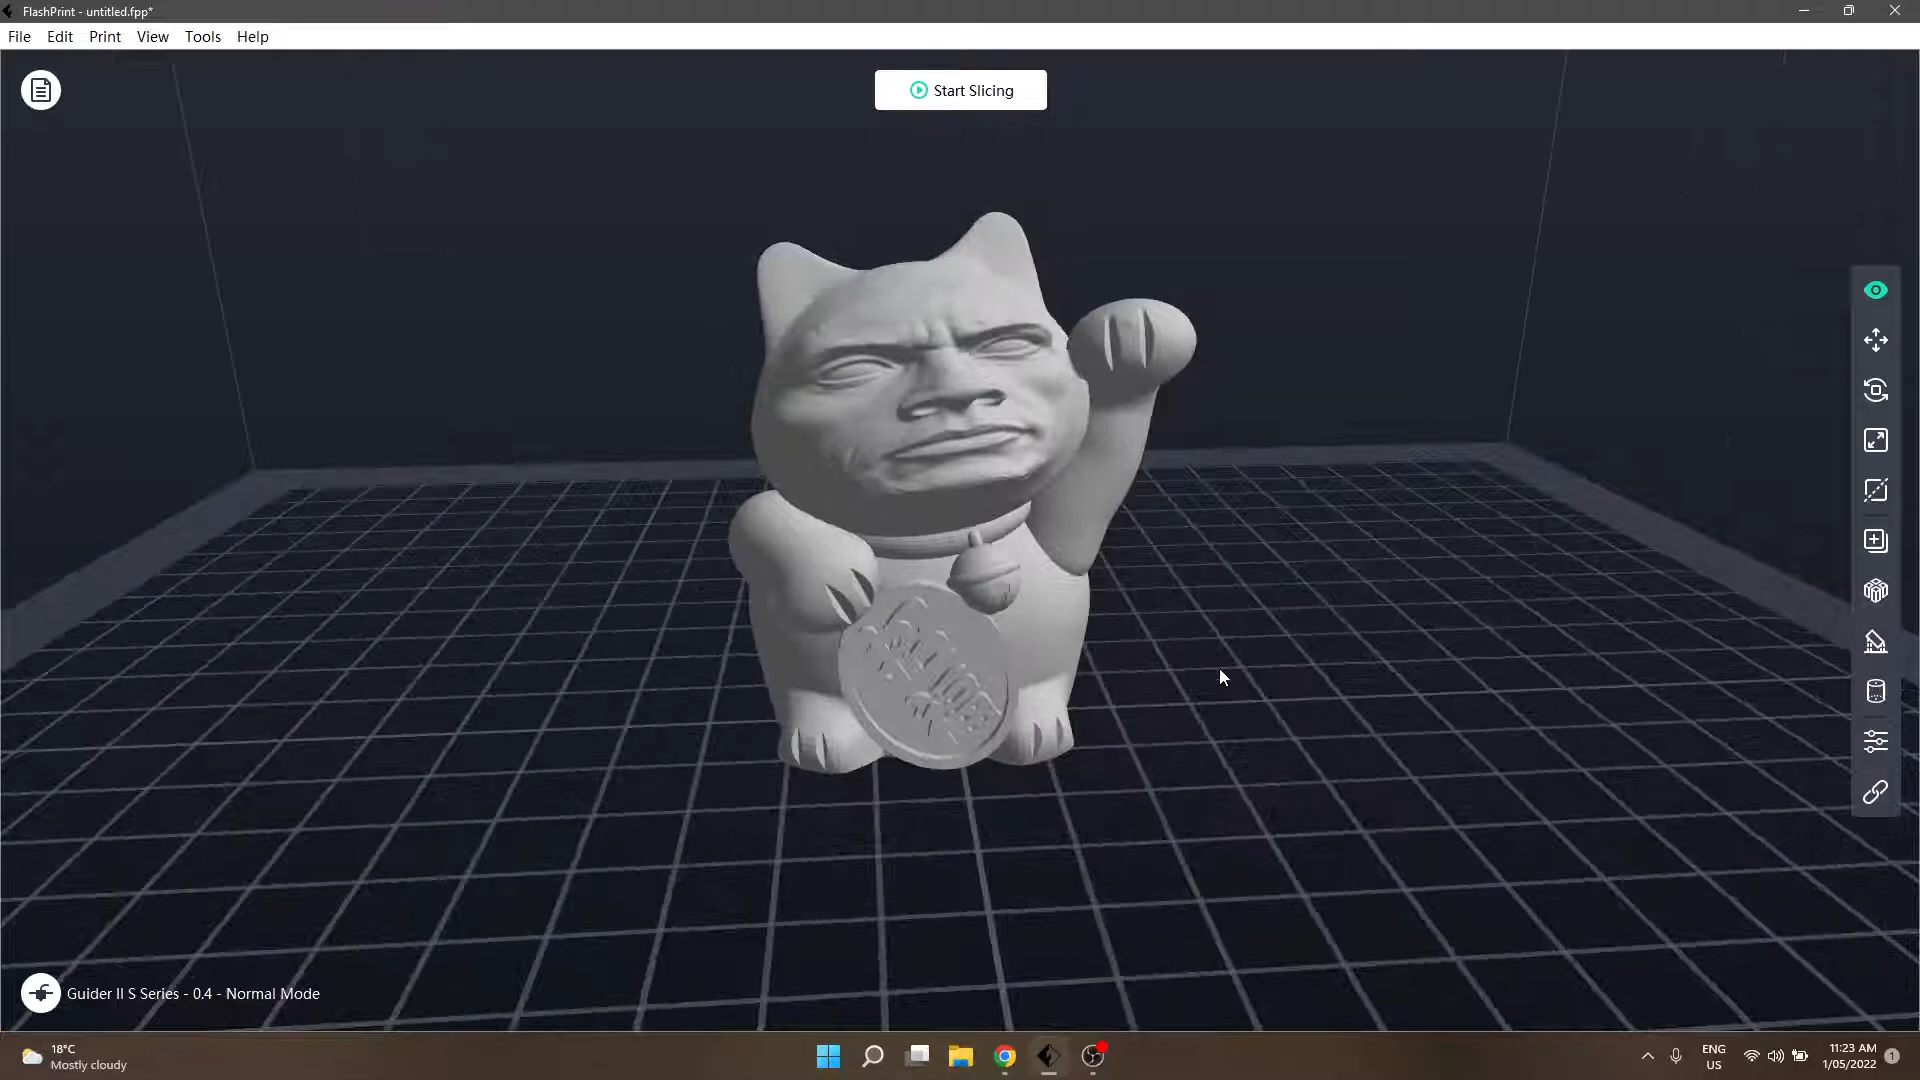 FlashPrint - untitled.fpp*
File Edit Print View Tools Help
Start Slicing
Guider II S Series - 0.4 - Normal Mode
18°C
Mostly cloudy
ENG
US
11:23 AM
1/05/2022
1